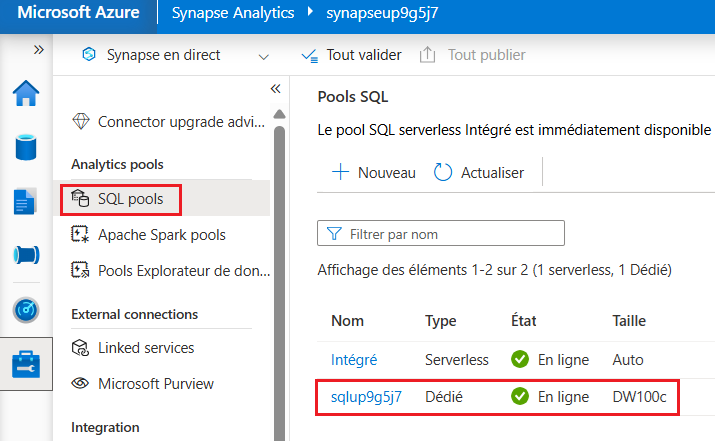 Microsoft Azure Synapse Analytics synapseup9g5j7
»
Synapse en direct Tout valider Tout publier
«
Connector upgrade advi...
Analytics pools
SQL pools
Apache Spark pools
Pools Explorateur de don...
External connections
Linked services
Microsoft Purview
Integration
Pools SQL
Le pool SQL serverless Intégré est immédiatement disponible
Nouveau Actualiser
Filtrer par nom
Affichage des éléments 1-2 sur 2 (1 serverless, 1 Dédié)
Nom Type État Taille
Intégré Serverless En ligne Auto
sqlup9g5j7 Dédié En ligne DW100c